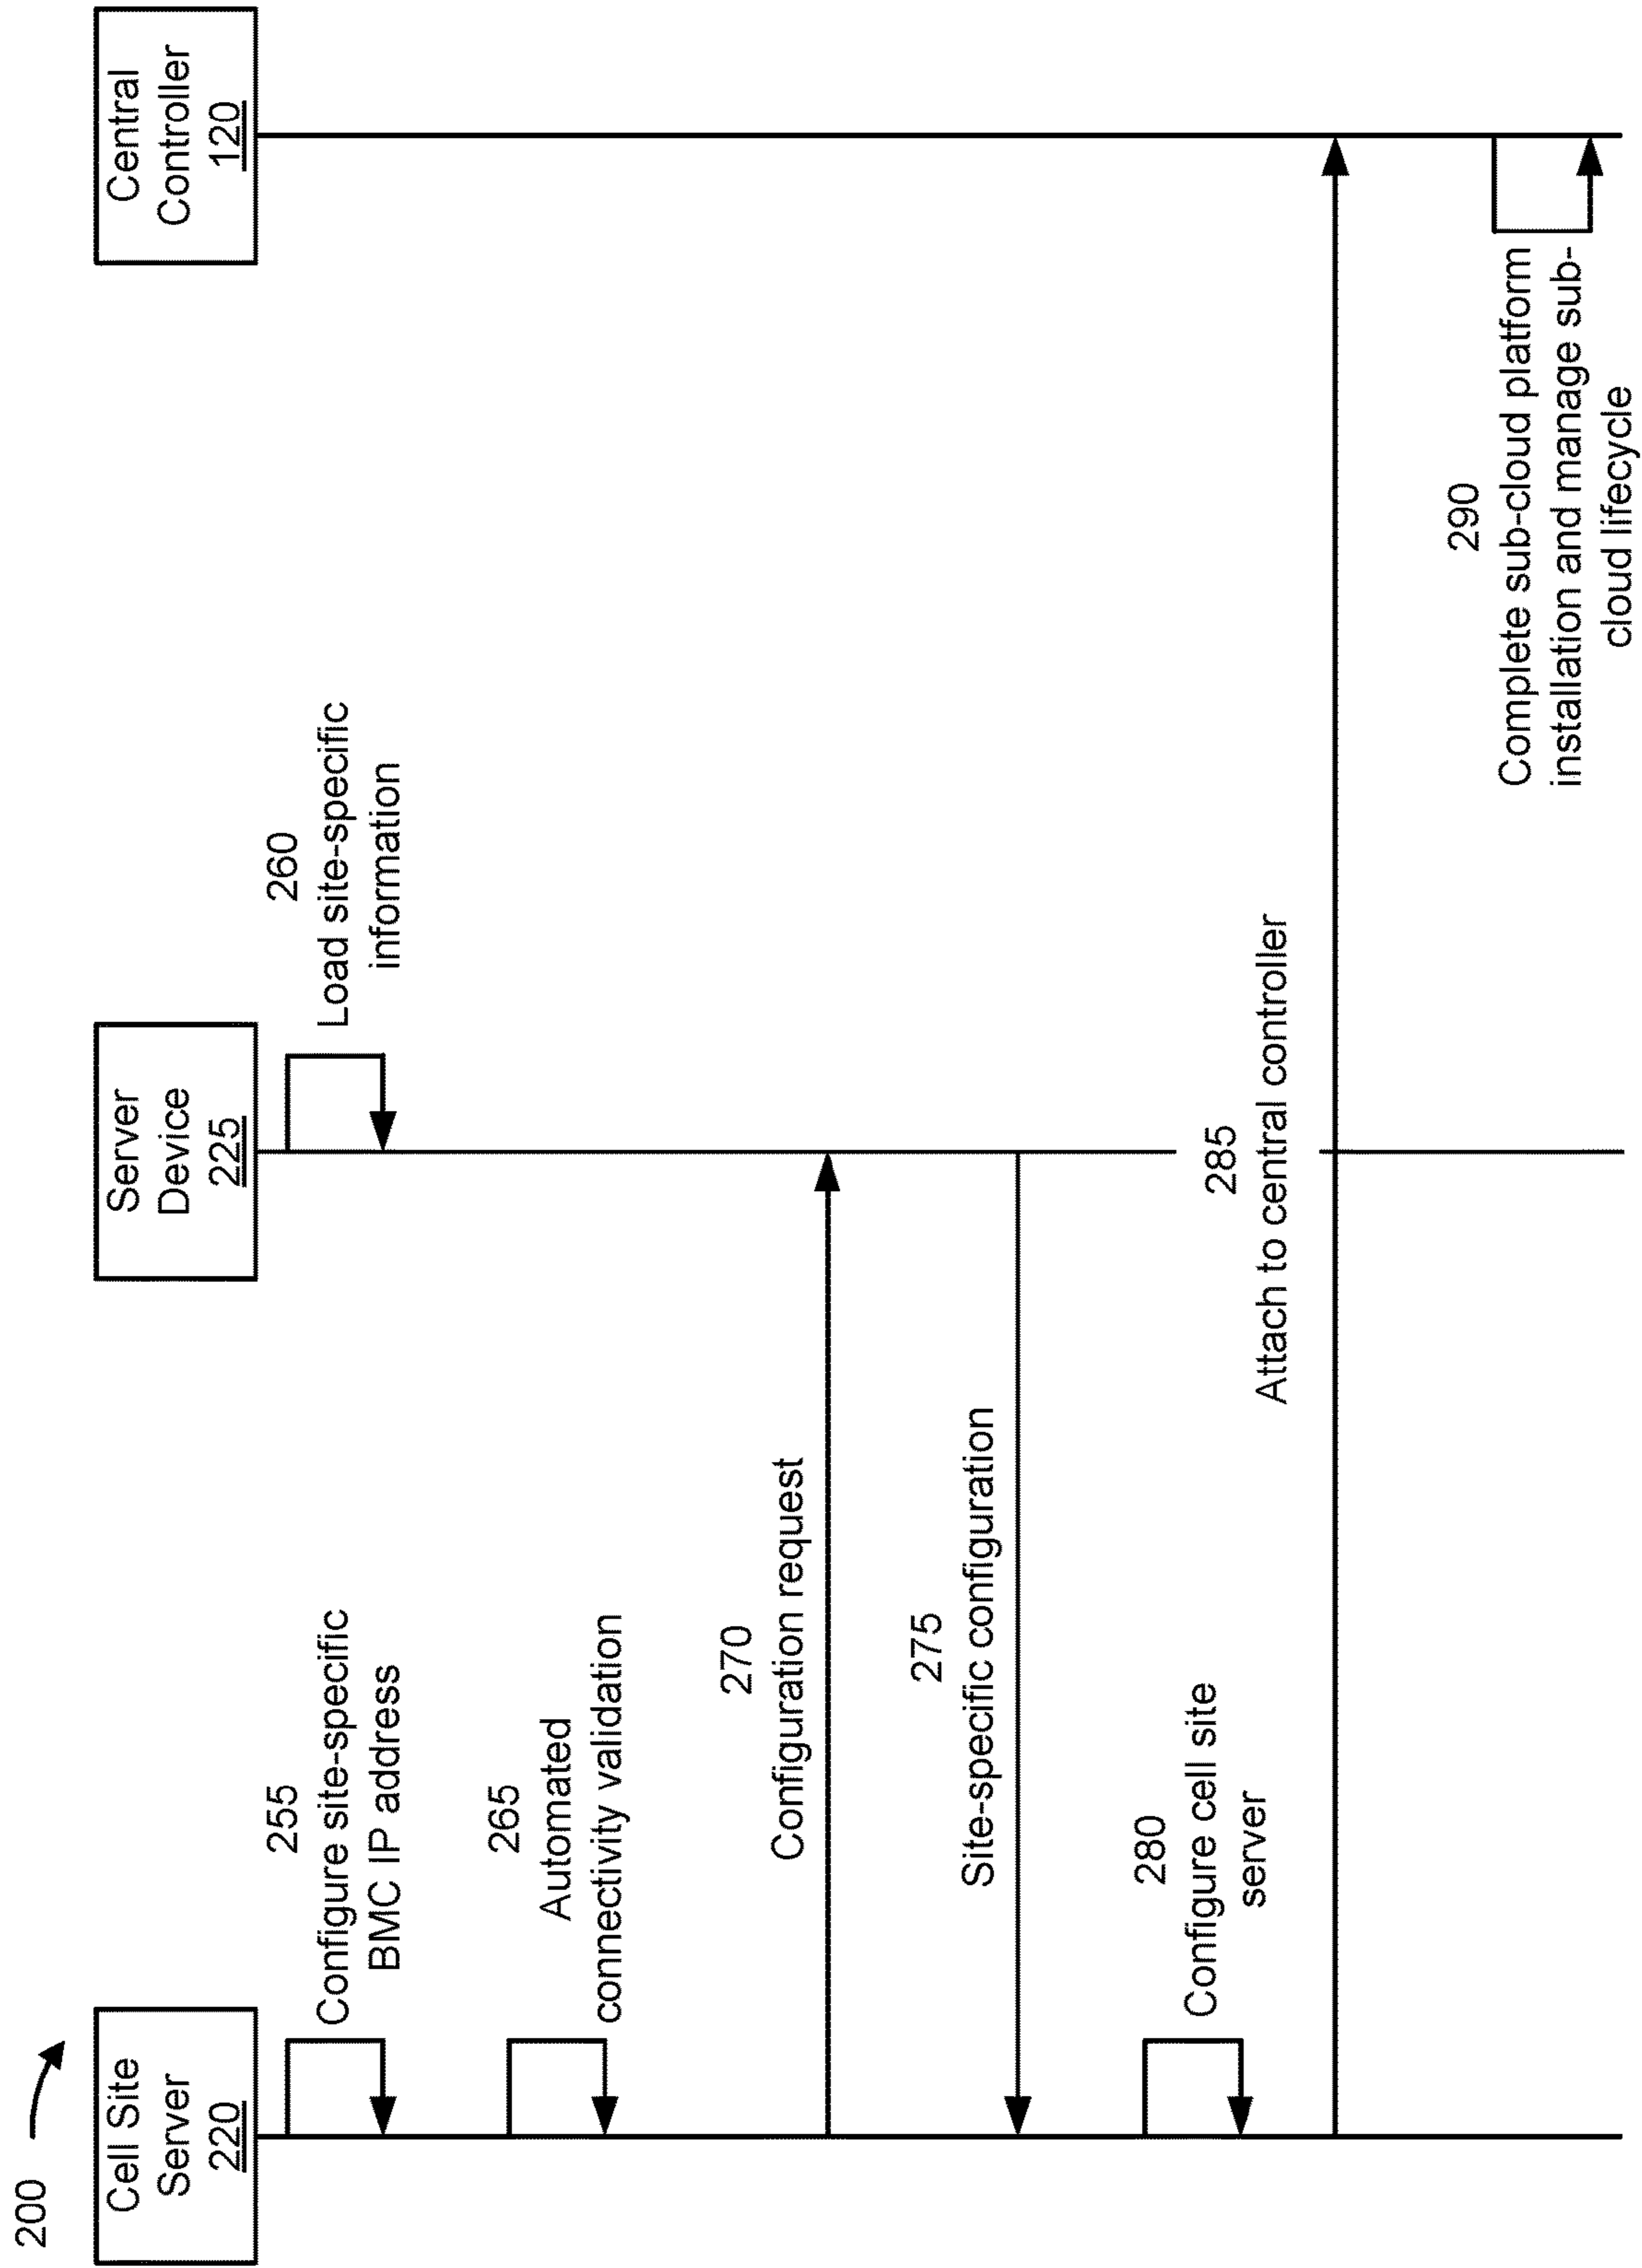 200
Cell Site
Server
220
Server
Device
225
Central
Controller
120
255
Configure site-specific
BMC IP address
260
Load site-specific
information
265
Automated
connectivity validation
270
Configuration request
275
Site-specific configuration
280
Configure cell site
server
285
Attach to central controller
290
Complete sub-cloud platform
installation and manage sub-
cloud lifecycle